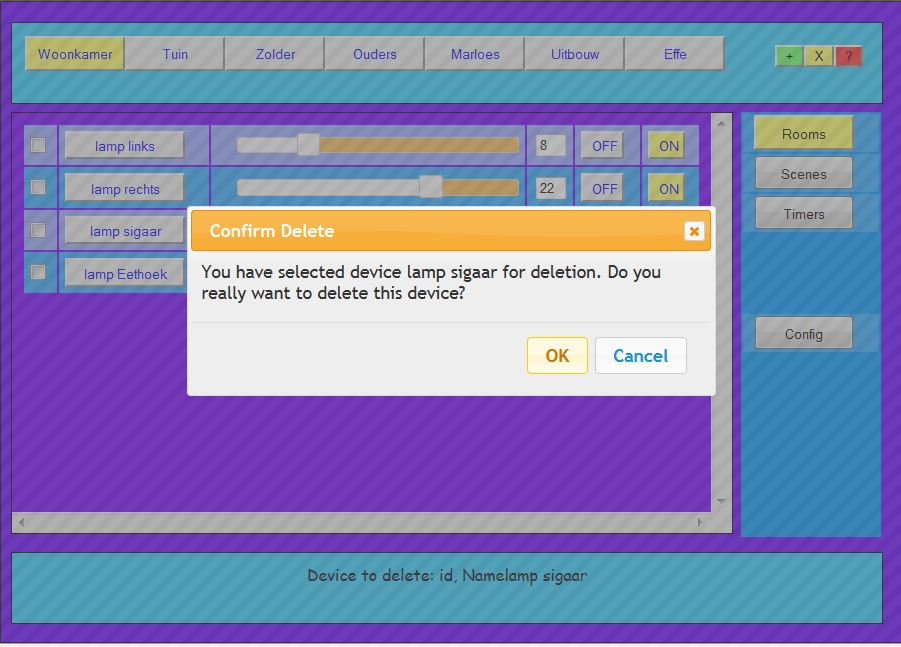 Woonkamer Tuin Zolder Ouders Marloes Uitbouw Effe + X ?
lamp links 8 OFF ON
lamp rechts 22 OFF ON
lamp sigaar
lamp Eethoek
Rooms
Scenes
Timers
Config
Confirm Delete
You have selected device lamp sigaar for deletion. Do you
really want to delete this device?
OK Cancel
Device to delete: id, Namelamp sigaar